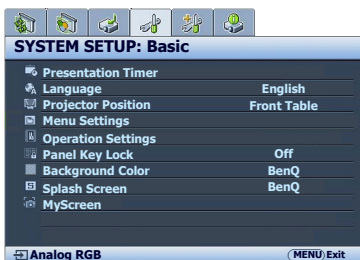 SYSTEM SETUP: Basic
Presentation Timer
Language English
Projector Position Front Table
Menu Settings
Operation Settings
Panel Key Lock Off
Background Color BenQ
Splash Screen BenQ
MyScreen
Analog RGB MENU Exit